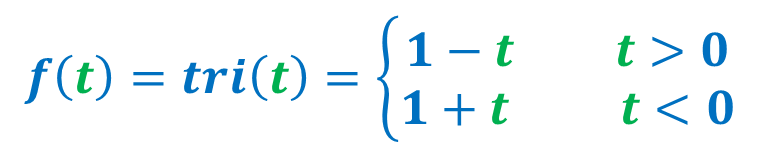 f(t) = tri(t) = { 1 − t    t > 0
1 + t    t < 0